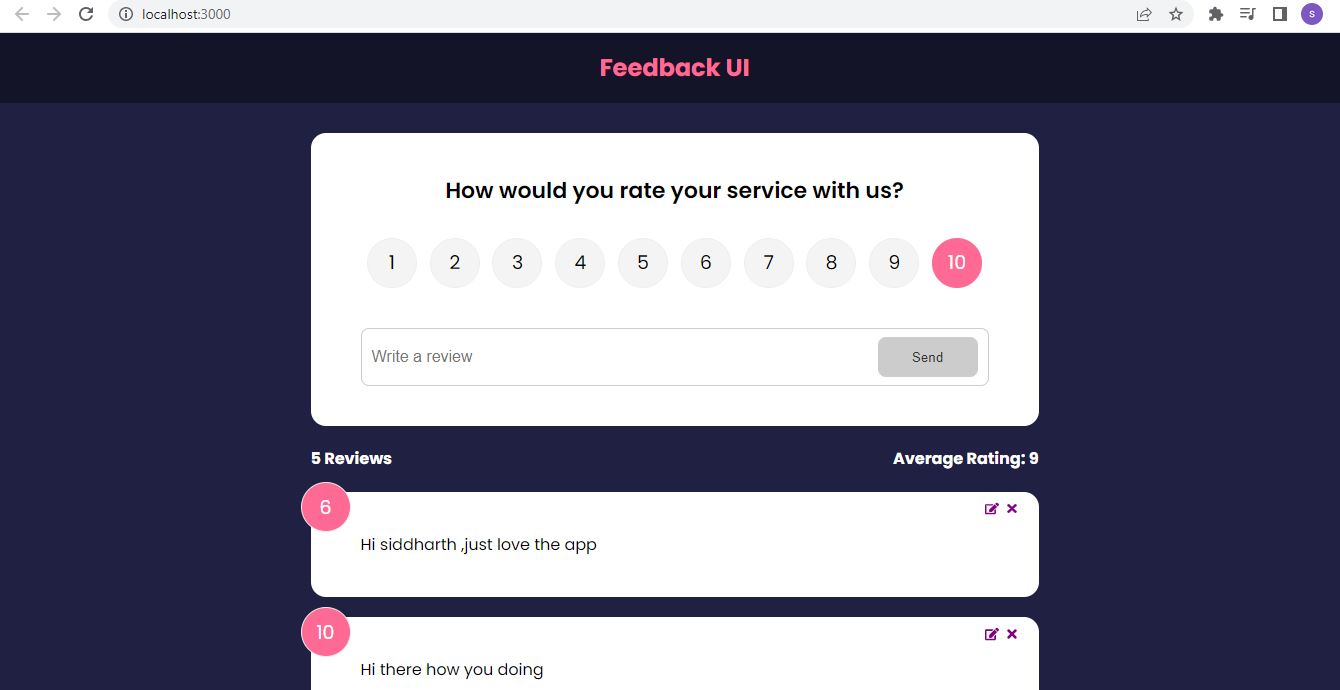 localhost:3000
s
Feedback UI
How would you rate your service with us?
1 2 3 4 5 6 7 8 9 10
Write a review Send
5 Reviews Average Rating: 9
6
Hi siddharth ,just love the app
10
Hi there how you doing